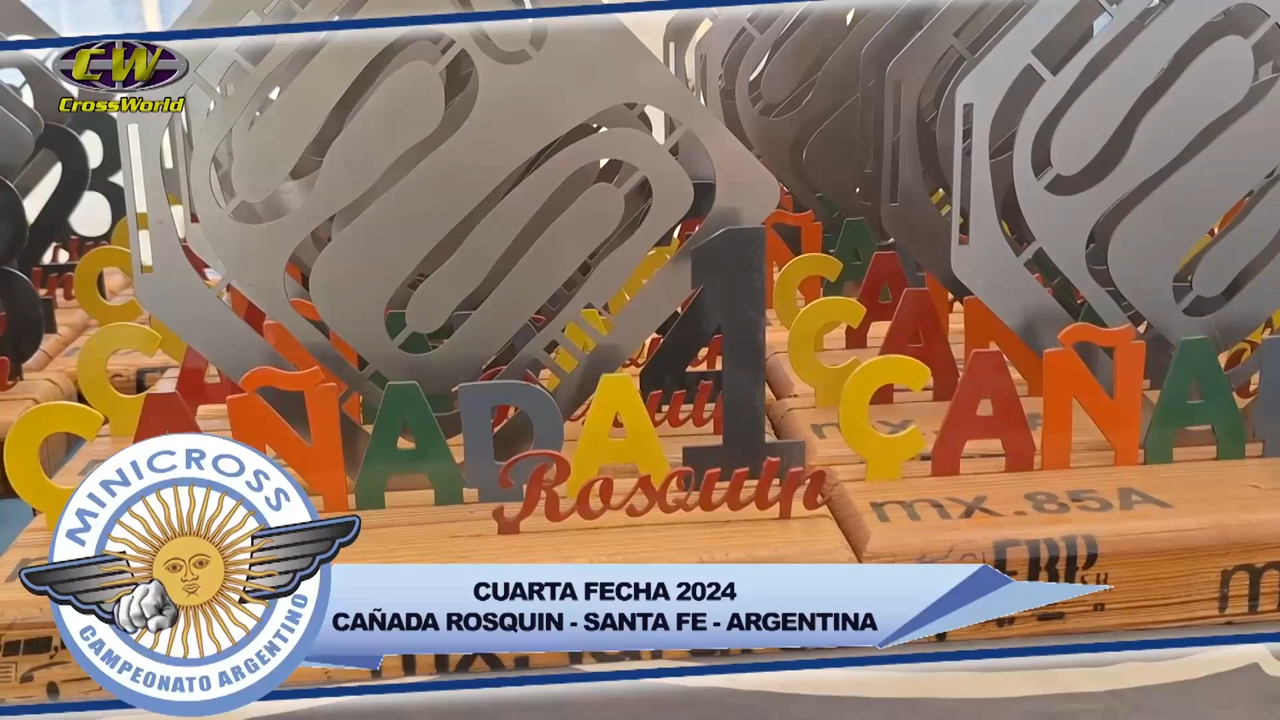 CW
CrossWorld
CAÑADA
1
Rosquin
CAÑA
mx.85A
MINICROSS
CAMPEONATO ARGENTINO
CUARTA FECHA 2024
CAÑADA ROSQUIN - SANTA FE - ARGENTINA